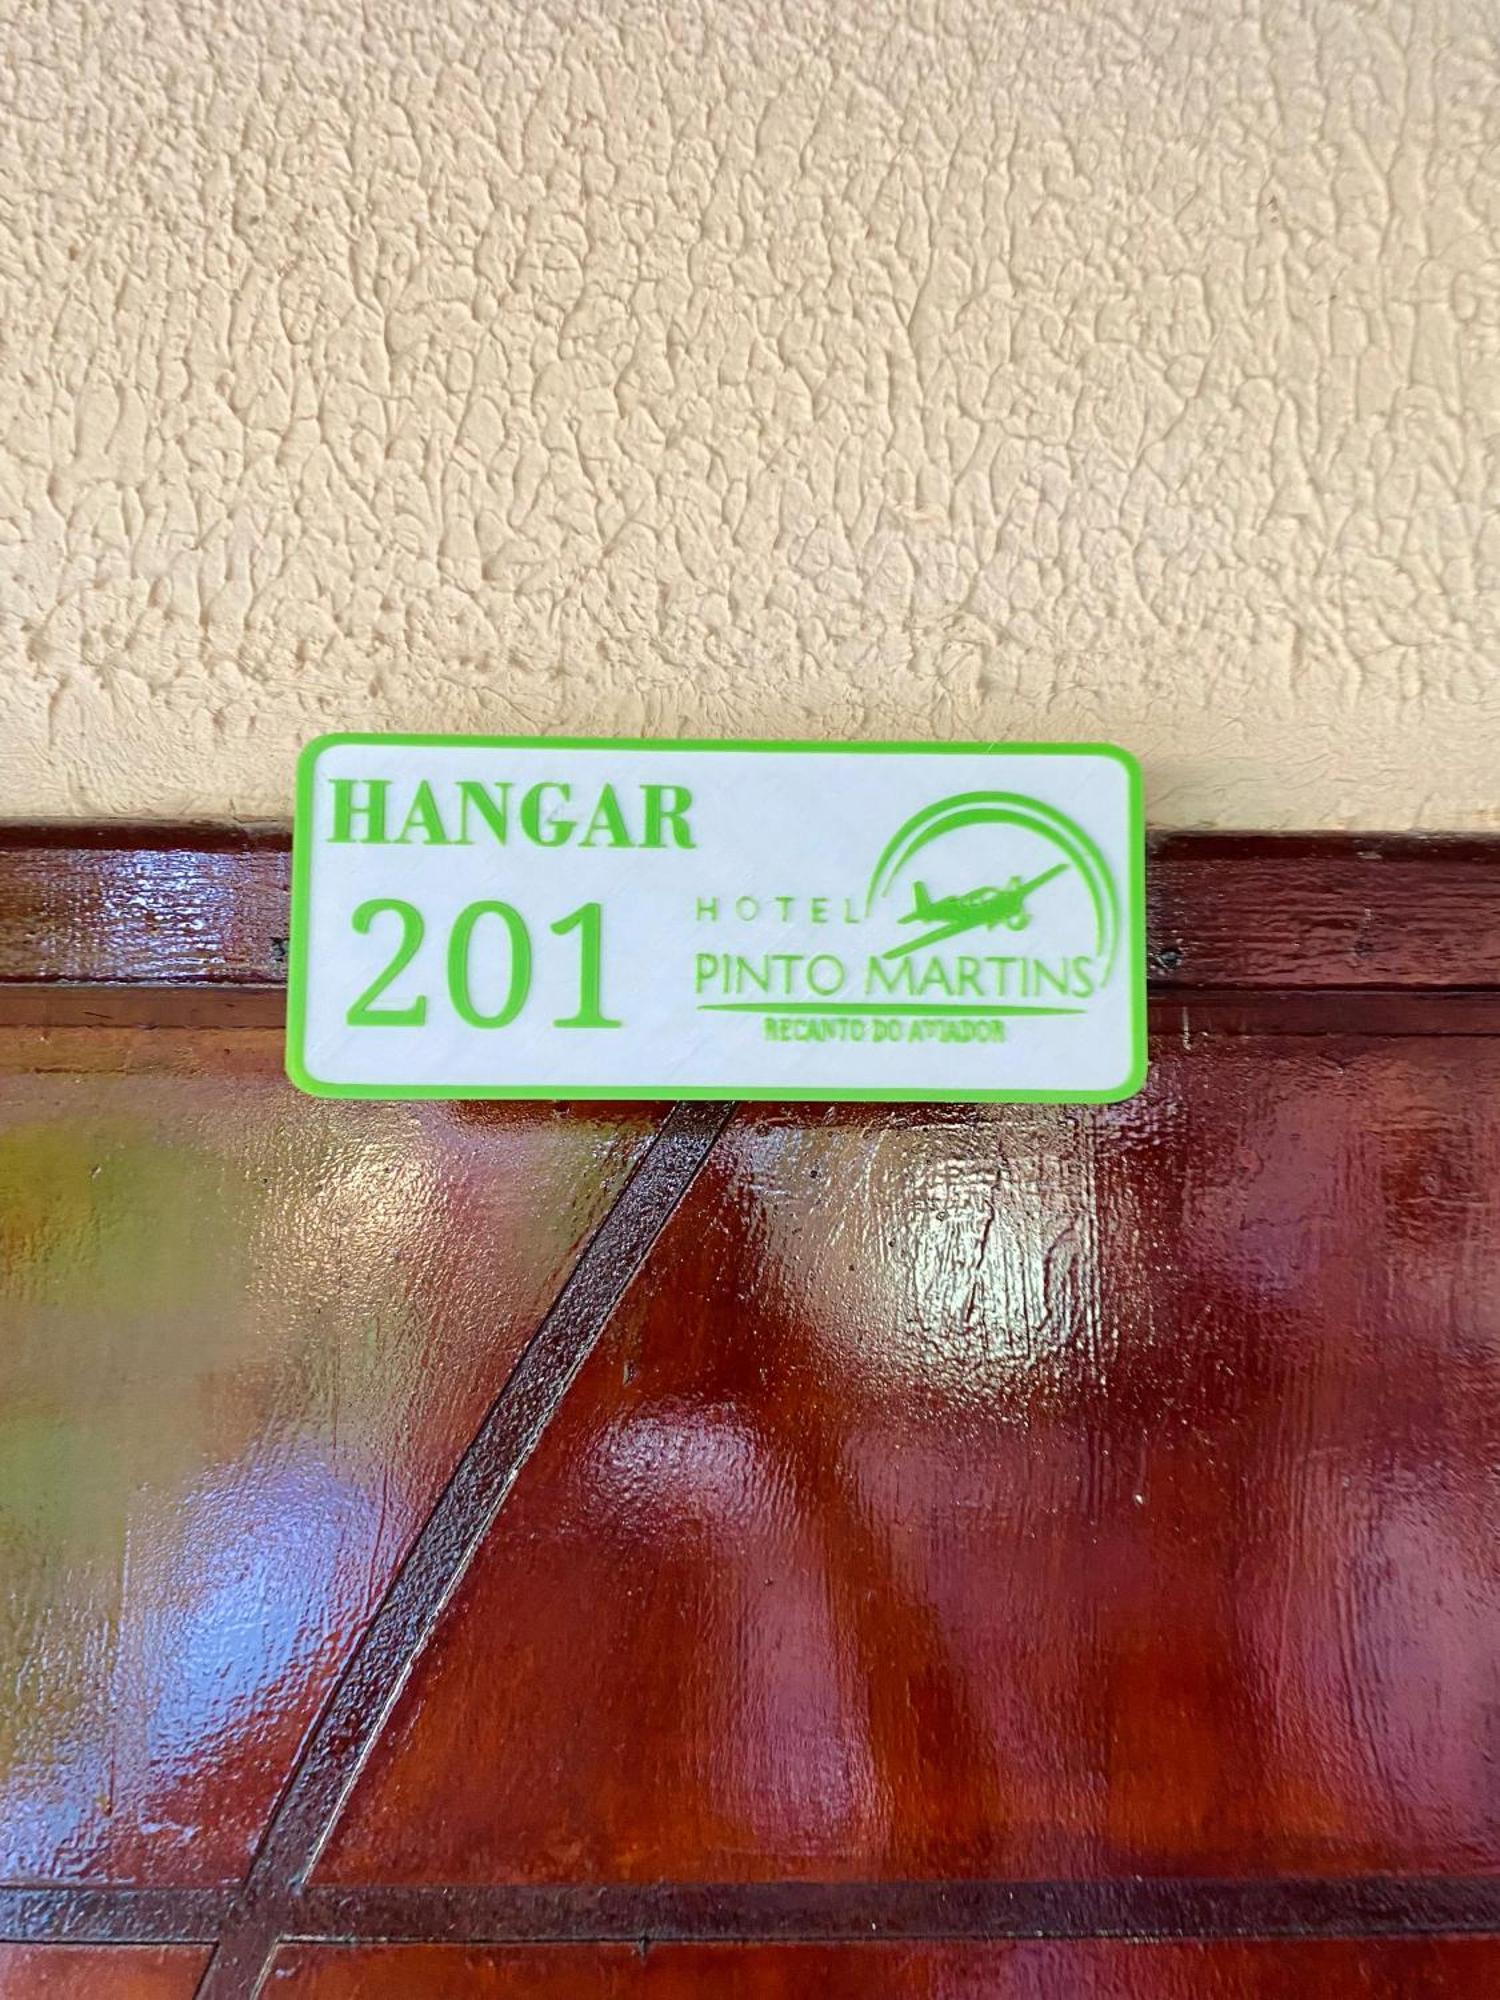 HANGAR
201
HOTEL
PINTO MARTINS
RECANTO DO AVIADOR